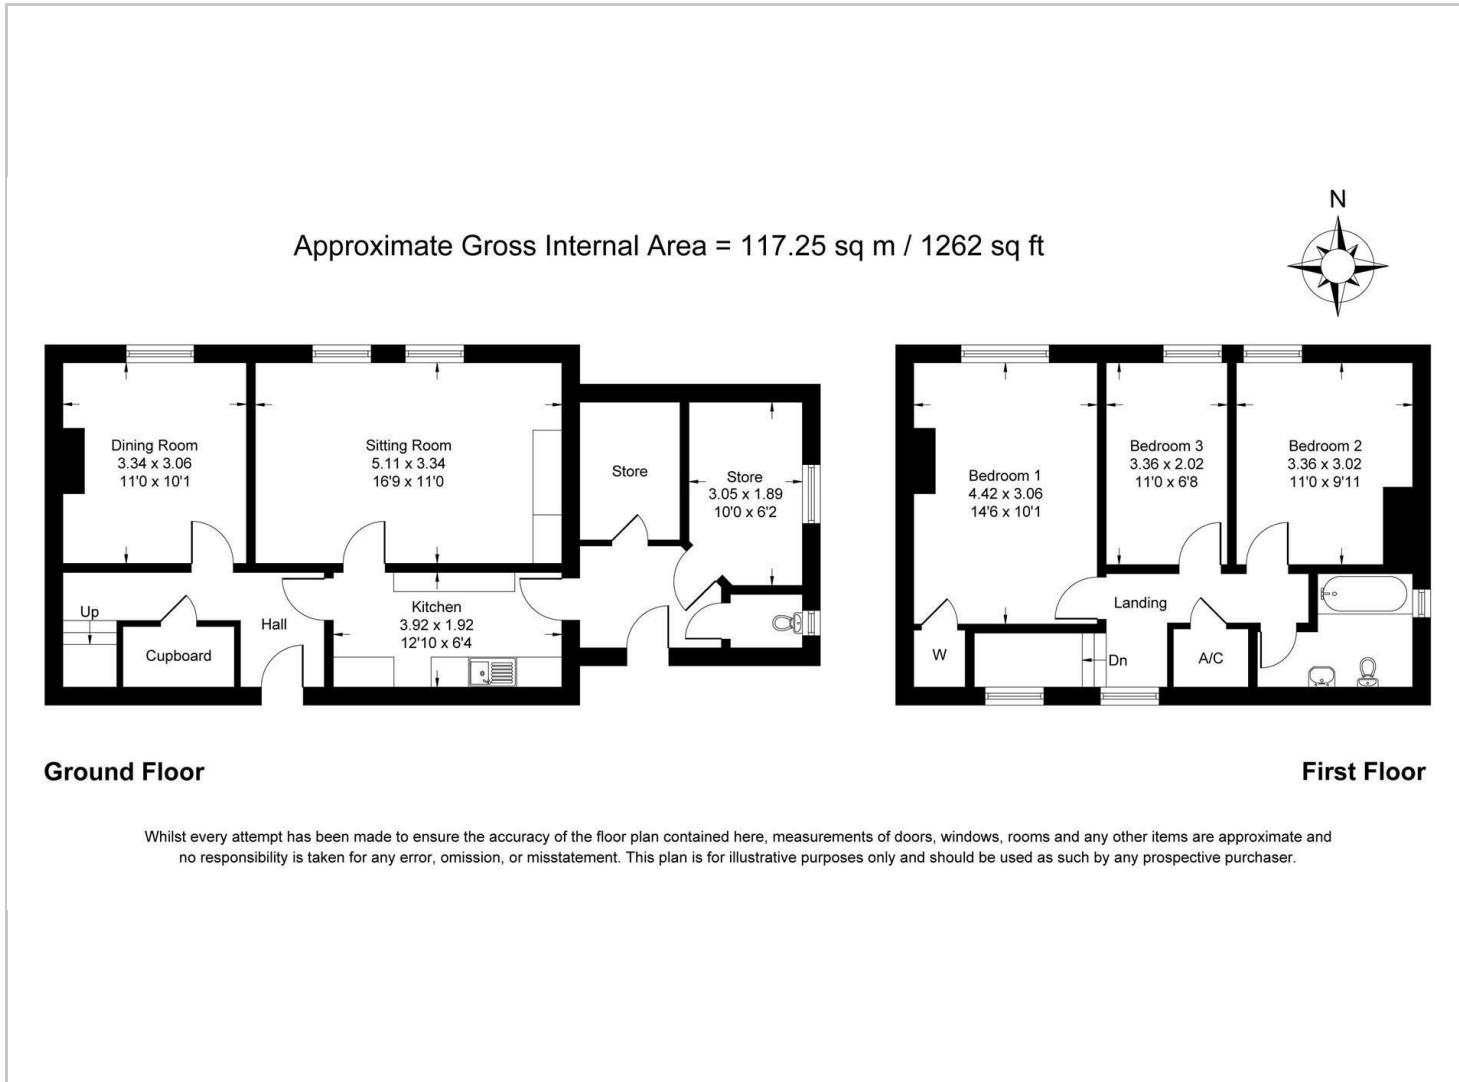 N
Approximate Gross Internal Area = 117.25 sq m / 1262 sq ft
Dining Room
3.34 x 3.06
11'0 x 10'1
Sitting Room
5.11 x 3.34
16'9 x 11'0
Store
Store
3.05 x 1.89
10'0 x 6'2
Up
Hall
Cupboard
Kitchen
3.92 x 1.92
12'10 x 6'4
Bedroom 1
4.42 x 3.06
14'6 x 10'1
Bedroom 3
3.36 x 2.02
11'0 x 6'8
Bedroom 2
3.36 x 3.02
11'0 x 9'11
Landing
W
Dn
A/C
Ground Floor
First Floor
Whilst every attempt has been made to ensure the accuracy of the floor plan contained here, measurements of doors, windows, rooms and any other items are approximate and
no responsibility is taken for any error, omission, or misstatement. This plan is for illustrative purposes only and should be used as such by any prospective purchaser.